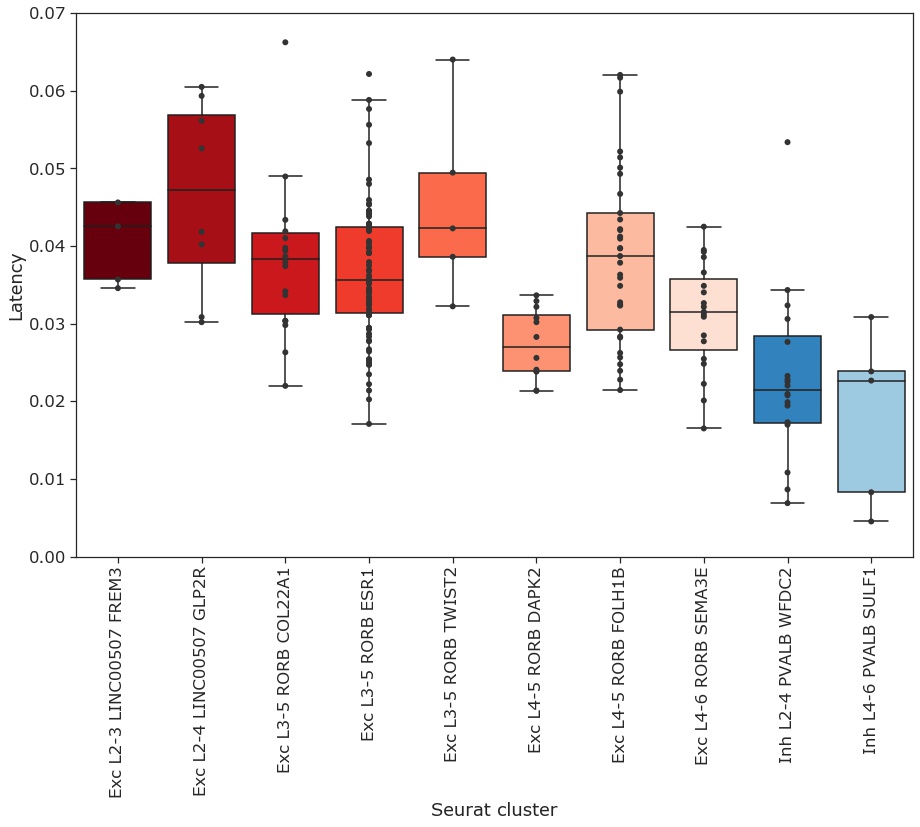 0.07
0.06
0.05
0.04
0.03
0.02
0.01
0.00
Latency
Exc L2-3 LINC00507 FREM3
Exc L2-4 LINC00507 GLP2R
Exc L3-5 RORB COL22A1
Exc L3-5 RORB ESR1
Exc L3-5 RORB TWIST2
Exc L4-5 RORB DAPK2
Exc L4-5 RORB FOLH1B
Exc L4-6 RORB SEMA3E
Inh L2-4 PVALB WFDC2
Inh L4-6 PVALB SULF1
Seurat cluster